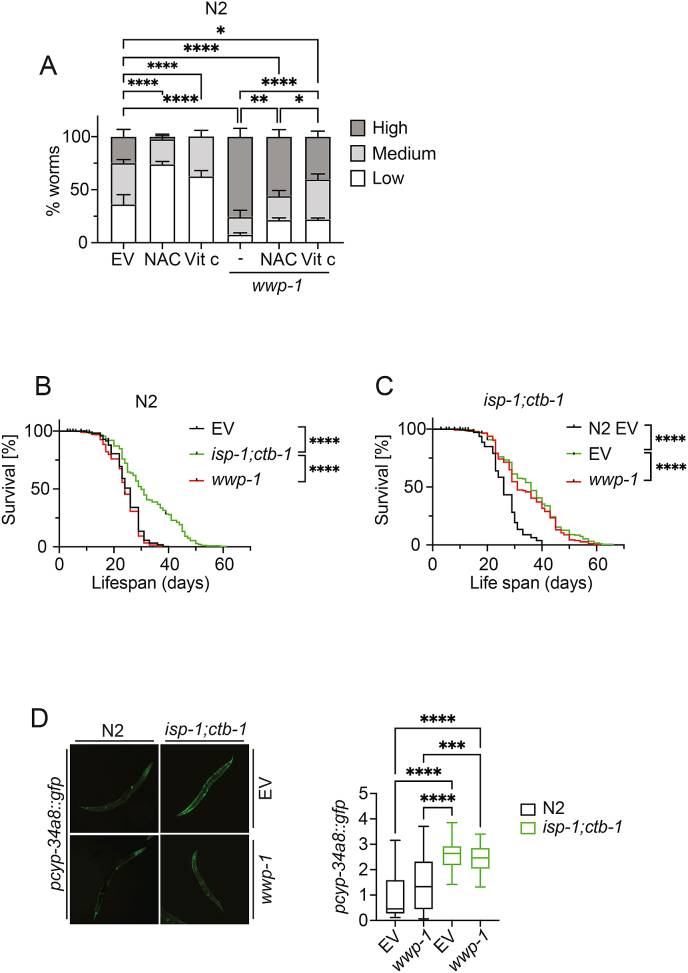 N2
A
*
****
****
****
****
****
**
*
100
50
0
% worms
High
Medium
Low
EV NAC Vit c - NAC Vit c
wwp-1
B
N2
100
50
0
Survival [%]
0 20 40 60
Lifespan (days)
EV
isp-1;ctb-1
wwp-1
****
****
C
isp-1;ctb-1
100
50
0
Survival [%]
0 20 40 60
Life span (days)
N2 EV
EV
wwp-1
****
****
D
N2 isp-1;ctb-1
pcyp-34a8::gfp
EV
wwp-1
****
***
****
****
5
4
3
2
1
0
pcyp-34a8::gfp
EV wwp-1 EV wwp-1
N2
isp-1;ctb-1